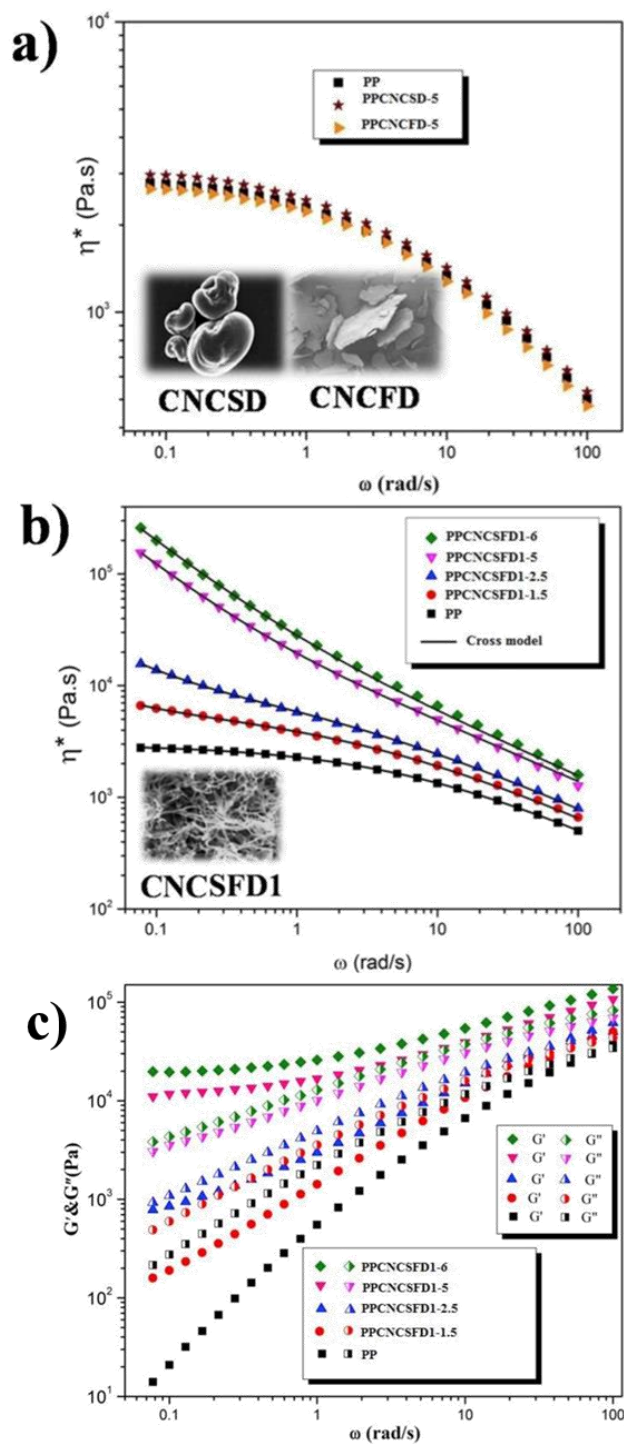 a)
10⁴
PP
PPCNCSD-5
PPCNCFD-5
η* (Pa.s)
10³
CNCSD
CNCFD
0.1
1
10
100
ω (rad/s)
b)
PPCNCSFD1-6
PPCNCSFD1-5
PPCNCSFD1-2.5
PPCNCSFD1-1.5
PP
Cross model
10⁵
10⁴
η* (Pa.s)
10³
CNCSFD1
10²
0.1
1
10
100
ω (rad/s)
c)
10⁵
10⁴
G'&G"(Pa)
10³
G' G"
G' G"
G' G"
G' G"
G' G"
PPCNCSFD1-6
PPCNCSFD1-5
PPCNCSFD1-2.5
PPCNCSFD1-1.5
PP
10²
10¹
0.1
1
10
100
ω (rad/s)